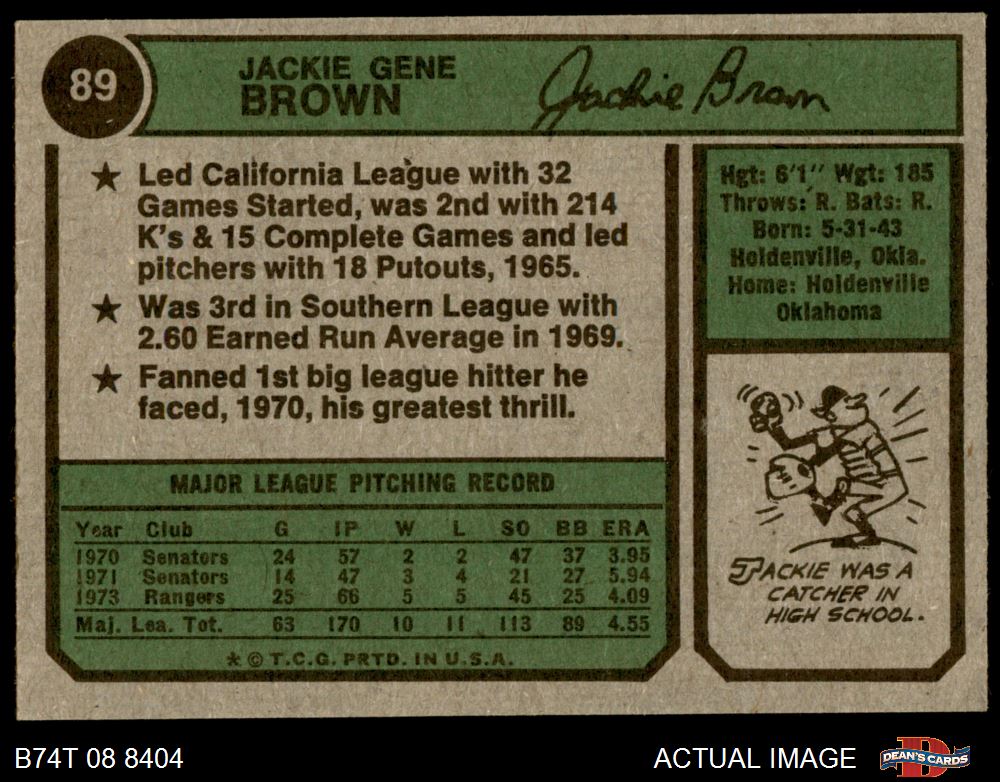 89
JACKIE GENE
BROWN
Jackie Brown
★ Led California League with 32
Games Started, was 2nd with 214
K's & 15 Complete Games and led
pitchers with 18 Putouts, 1965.
★ Was 3rd in Southern League with
2.60 Earned Run Average in 1969.
★ Fanned 1st big league hitter he
faced, 1970, his greatest thrill.
Hgt: 6'1" Wgt: 185
Throws: R. Bats: R.
Born: 5-31-43
Holdenville, Okla.
Home: Holdenville
Oklahoma
MAJOR LEAGUE PITCHING RECORD
Year Club G IP W L SO BB ERA
1970 Senators 24 57 2 2 47 37 3.95
1971 Senators 14 47 3 4 21 27 5.94
1973 Rangers 25 66 5 5 45 25 4.09
Maj. Lea. Tot. 63 170 10 11 113 89 4.55
* © T.C.G. PRTD. IN U.S.A.
JACKIE WAS A
CATCHER IN
HIGH SCHOOL.
B74T 08 8404
ACTUAL IMAGE
DEAN'S CARDS